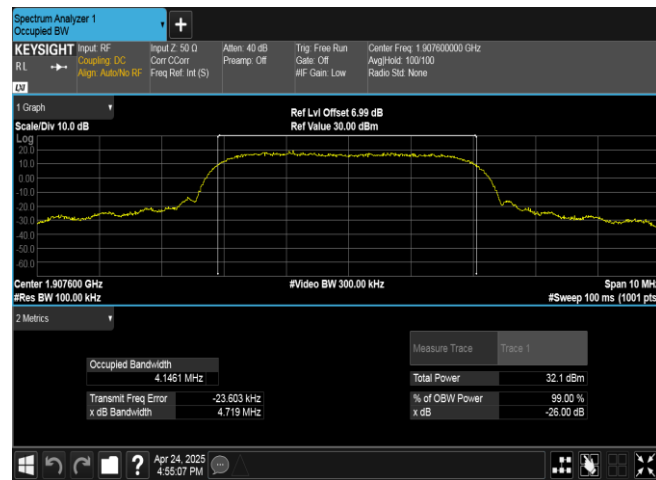 Spectrum Analyzer 1
Occupied BW
KEYSIGHT Input: RF Input Z: 50 Ω Atten: 40 dB Trig: Free Run Center Freq: 1.907600000 GHz
RL Coupling: DC Corr CCorr Preamp: Off Gate: Off Avg|Hold: 100/100
Align: Auto/No RF Freq Ref: Int (S) #IF Gain: Low Radio Std: None
LXI
1 Graph
Ref Lvl Offset 6.99 dB
Scale/Div 10.0 dB Ref Value 30.00 dBm
Log
20.0
10.0
0.00
-10.0
-20.0
-30.0
-40.0
-50.0
-60.0
Center 1.907600 GHz #Video BW 300.00 kHz Span 10 MHz
#Res BW 100.00 kHz #Sweep 100 ms (1001 pts
2 Metrics
Measure Trace Trace 1
Occupied Bandwidth
4.1461 MHz Total Power 32.1 dBm
Transmit Freq Error -23.603 kHz % of OBW Power 99.00 %
x dB Bandwidth 4.719 MHz x dB -26.00 dB
? Apr 24, 2025
4:55:07 PM